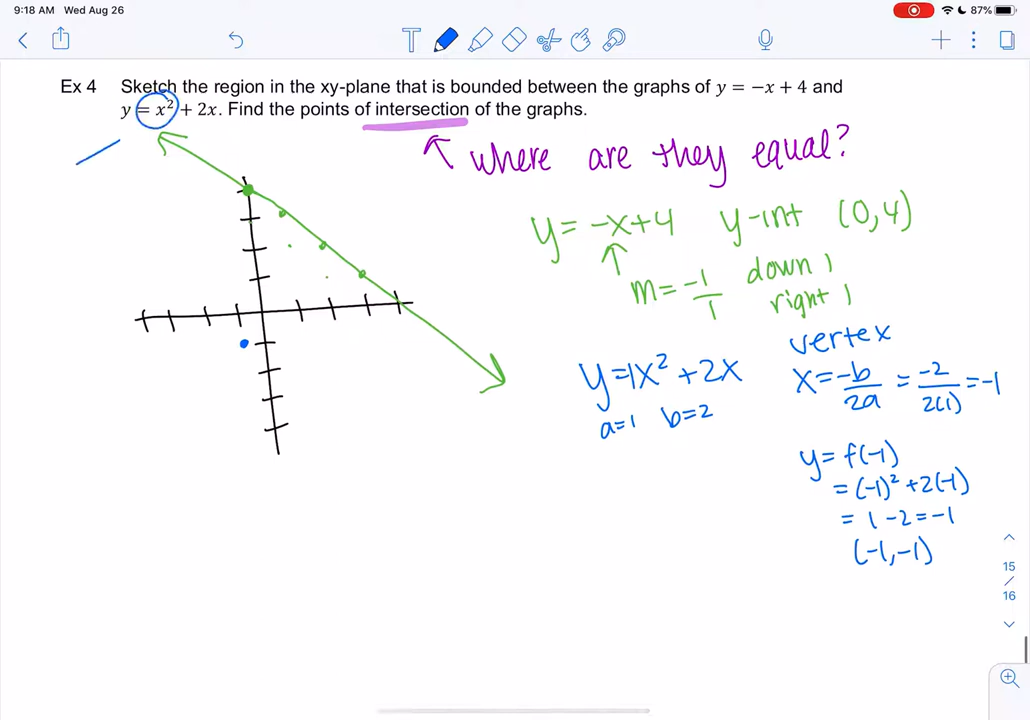 9:18 AM Wed Aug 26
87%
Ex 4 Sketch the region in the xy-plane that is bounded between the graphs of y = −x + 4 and
y = x² + 2x. Find the points of intersection of the graphs.
where are they equal?
y = -x+4 y-int (0,4)
m = -1/1 down 1
right 1
vertex
y=1x² +2x
a=1 b=2
x = -b/2a = -2/2(1) = -1
y= f(-1)
= (-1)² +2(-1)
= 1 -2 = -1
(-1,-1)
15
/
16